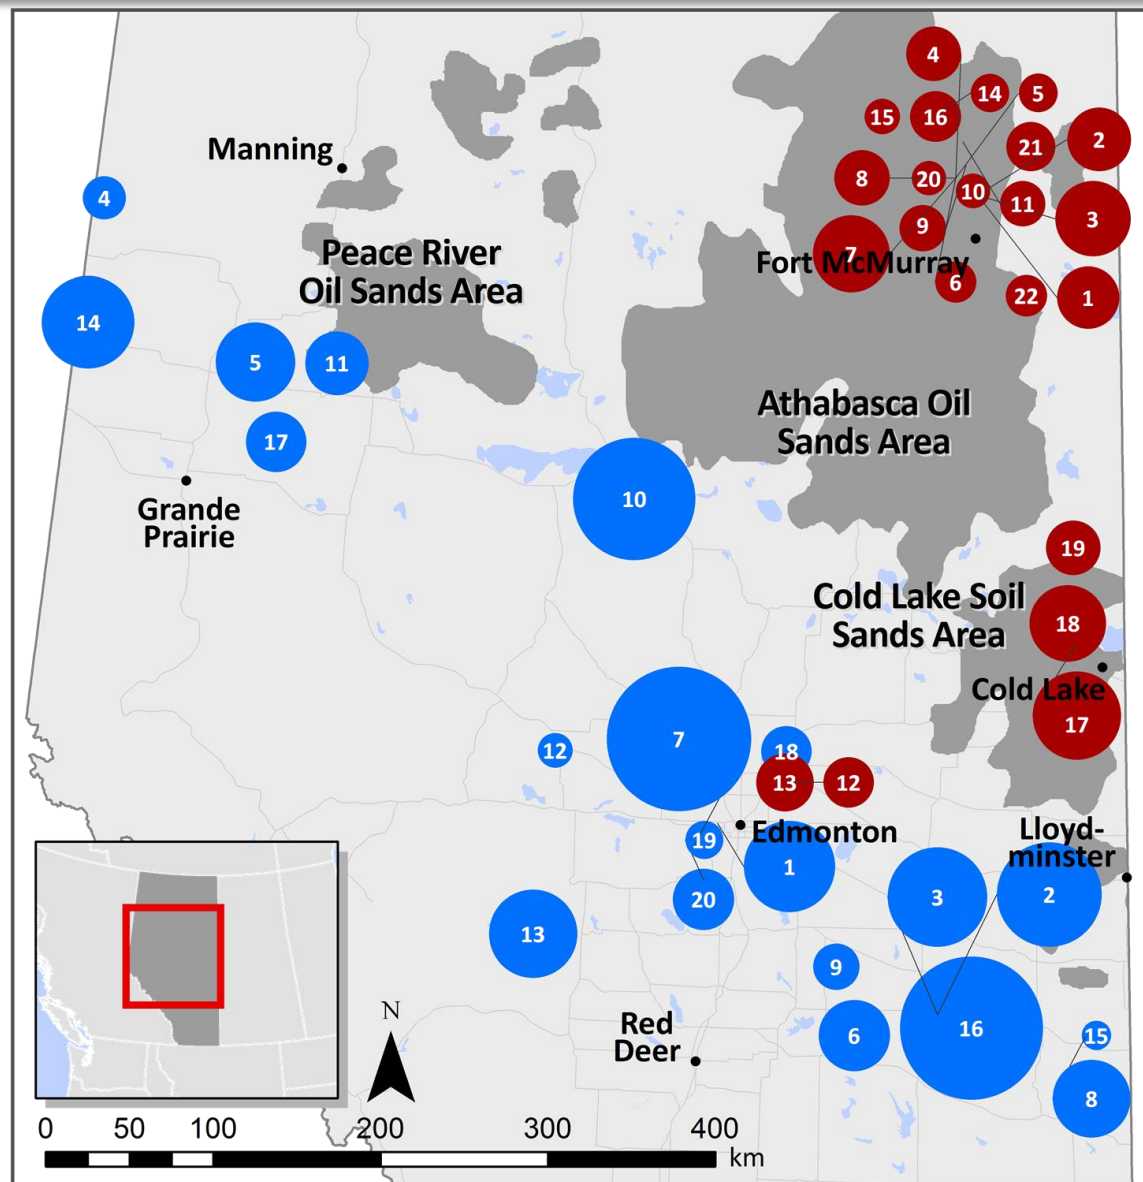 4
14
5
15
16
21
2
Manning
8
20
10
4
11
3
9
Peace River
Oil Sands Area
7
Fort McMurray
6
22
1
14
5
11
Athabasca Oil
Sands Area
17
10
Grande
Prairie
19
Cold Lake Soil
Sands Area
18
Cold Lake
17
7
12
18
13
12
Edmonton
Lloyd-
minster
19
1
20
3
2
13
9
N
Red
Deer
6
16
15
8
0 50 100 200 300 400
km